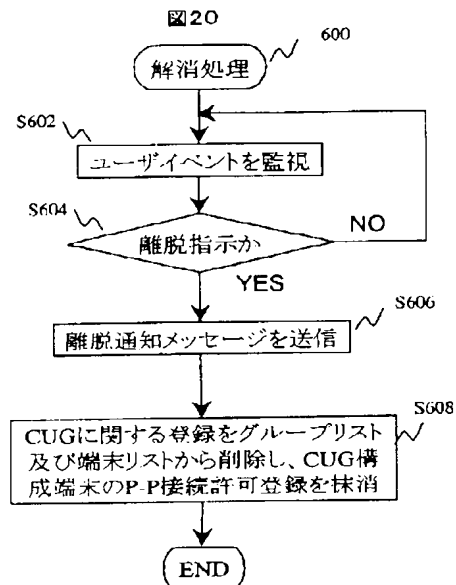 図20
600
解消処理
S602
ユーザイベントを監視
S604
離脱指示か
NO
YES
S606
離脱通知メッセージを送信
S608
CUGに関する登録をグループリスト
及び端末リストから削除し、CUG構
成端末のP-P接続許可登録を抹消
END